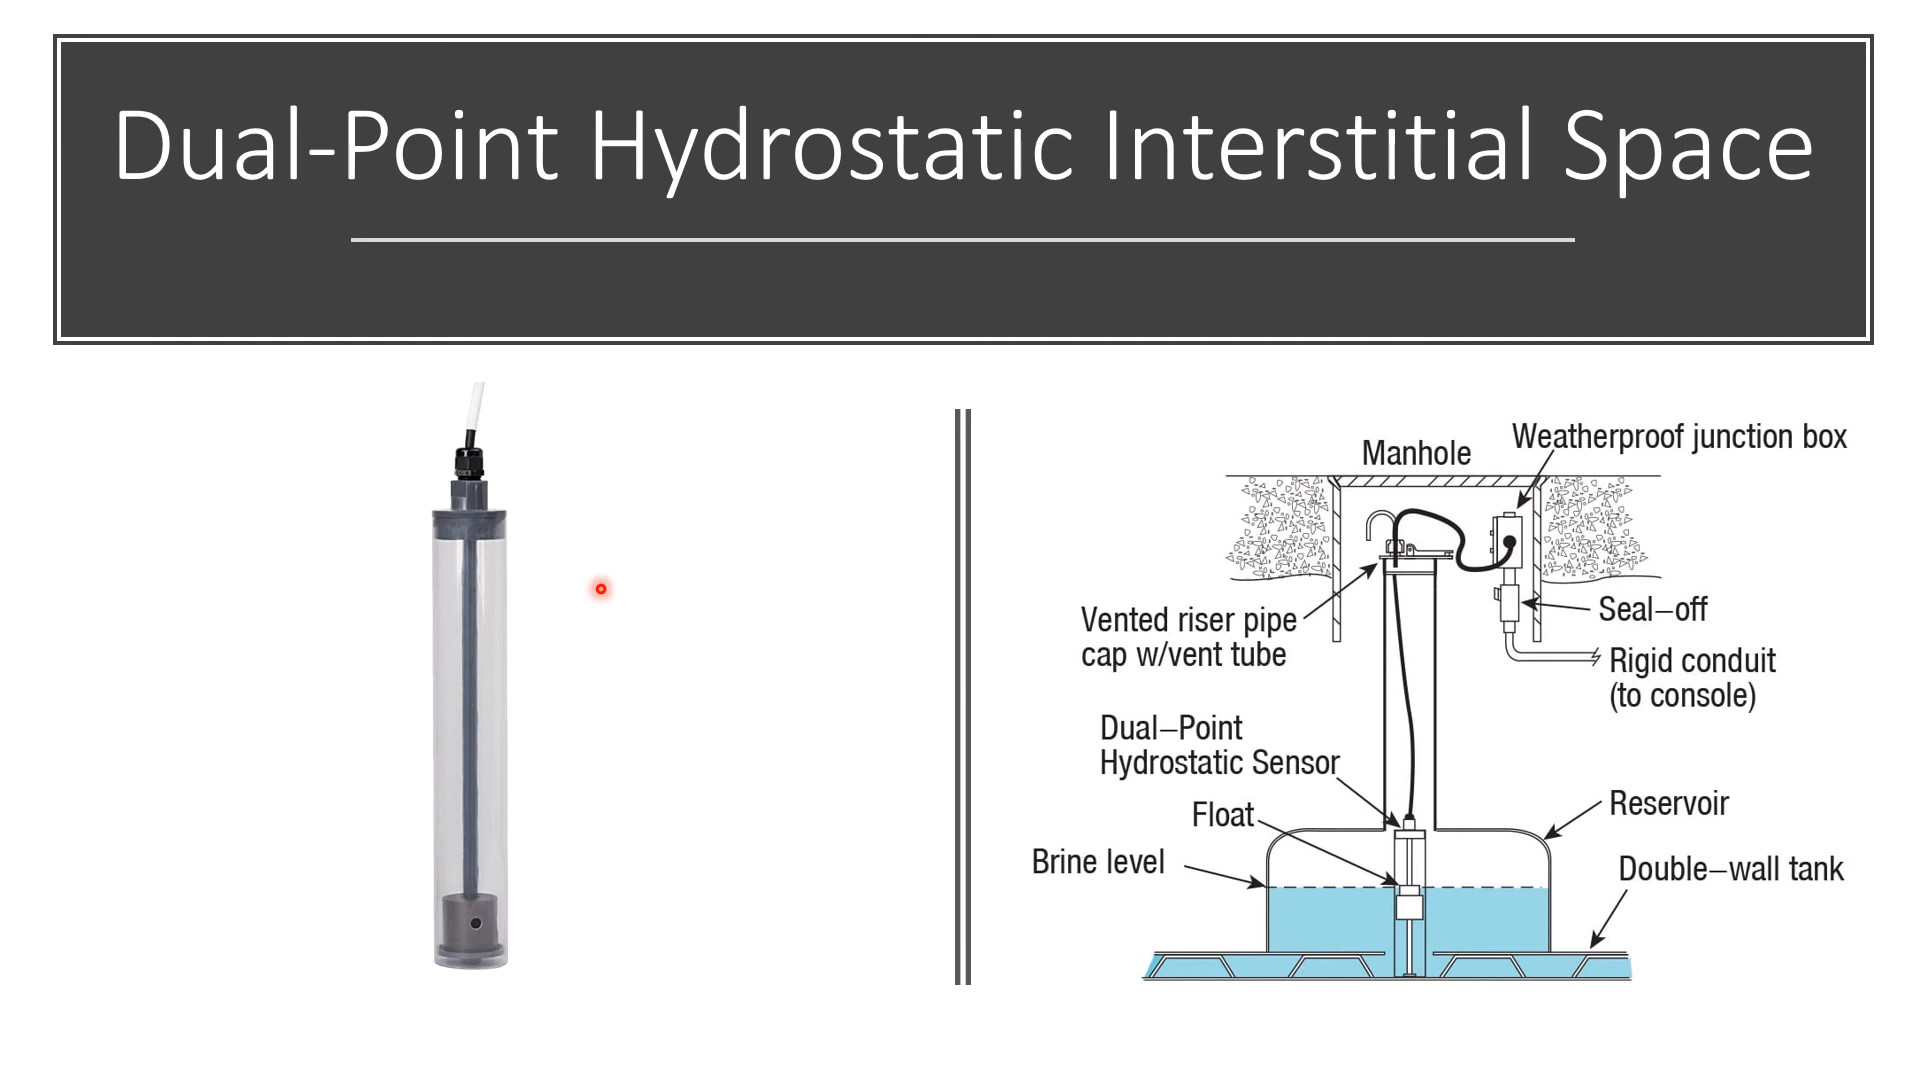 Dual-Point Hydrostatic Interstitial Space
Weatherproof junction box
Manhole
Vented riser pipe
cap w/vent tube
Seal–off
Rigid conduit
(to console)
Dual–Point
Hydrostatic Sensor
Float
Reservoir
Brine level
Double–wall tank